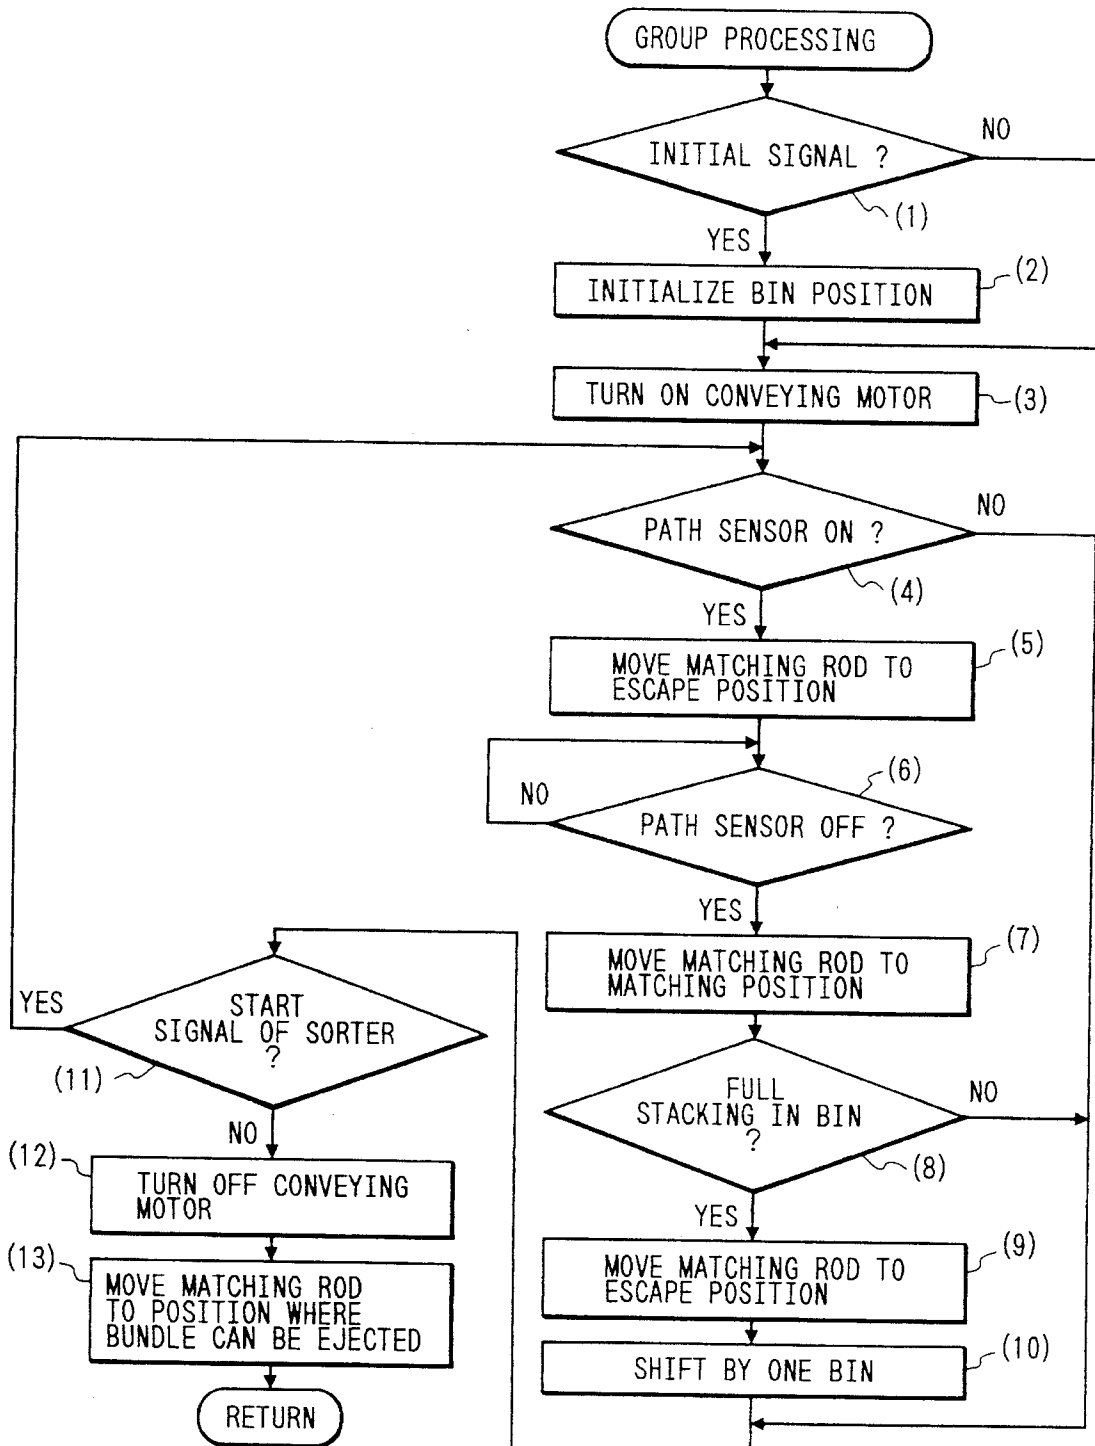 GROUP PROCESSING
INITIAL SIGNAL ?
NO
(1)
YES
INITIALIZE BIN POSITION
(2)
TURN ON CONVEYING MOTOR
(3)
PATH SENSOR ON ?
NO
(4)
YES
MOVE MATCHING ROD TO
ESCAPE POSITION
(5)
(6)
NO
PATH SENSOR OFF ?
YES
MOVE MATCHING ROD TO
MATCHING POSITION
(7)
FULL
STACKING IN BIN
?
NO
(8)
YES
MOVE MATCHING ROD TO
ESCAPE POSITION
(9)
SHIFT BY ONE BIN
(10)
YES
START
SIGNAL OF SORTER
?
(11)
NO
(12)
TURN OFF CONVEYING
MOTOR
(13)
MOVE MATCHING ROD
TO POSITION WHERE
BUNDLE CAN BE EJECTED
RETURN